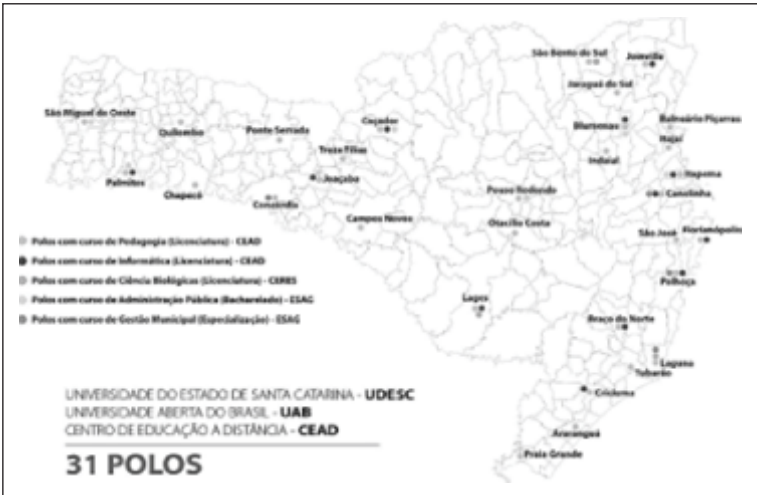 São Bento do Sul
Joinville
Jaraguá do Sul
São Miguel do Oeste
Quilombo
Ponte Serrada
Caçador
Blumenau
Balneário Piçarras
Itajaí
Treze Tílias
Indaial
Palmitos
Chapecó
Joaçaba
Itapema
Concórdia
Pouso Redondo
Canelinha
Campos Novos
Otacílio Costa
Florianópolis
São José
Polos com curso de Pedagogia (Licenciatura) - CEAD
Polos com curso de Informática (Licenciatura) - CEAD
Polos com curso de Ciência Biológicas (Licenciatura) - CERES
Polos com curso de Administração Pública (Bacharelado) - ESAG
Polos com curso de Gestão Municipal (Especialização) - ESAG
Palhoça
Lages
Braço do Norte
Laguna
Tubarão
Criciúma
Araranguá
Praia Grande
UNIVERSIDADE DO ESTADO DE SANTA CATARINA - UDESC
UNIVERSIDADE ABERTA DO BRASIL - UAB
CENTRO DE EDUCAÇÃO A DISTÂNCIA - CEAD
31 POLOS